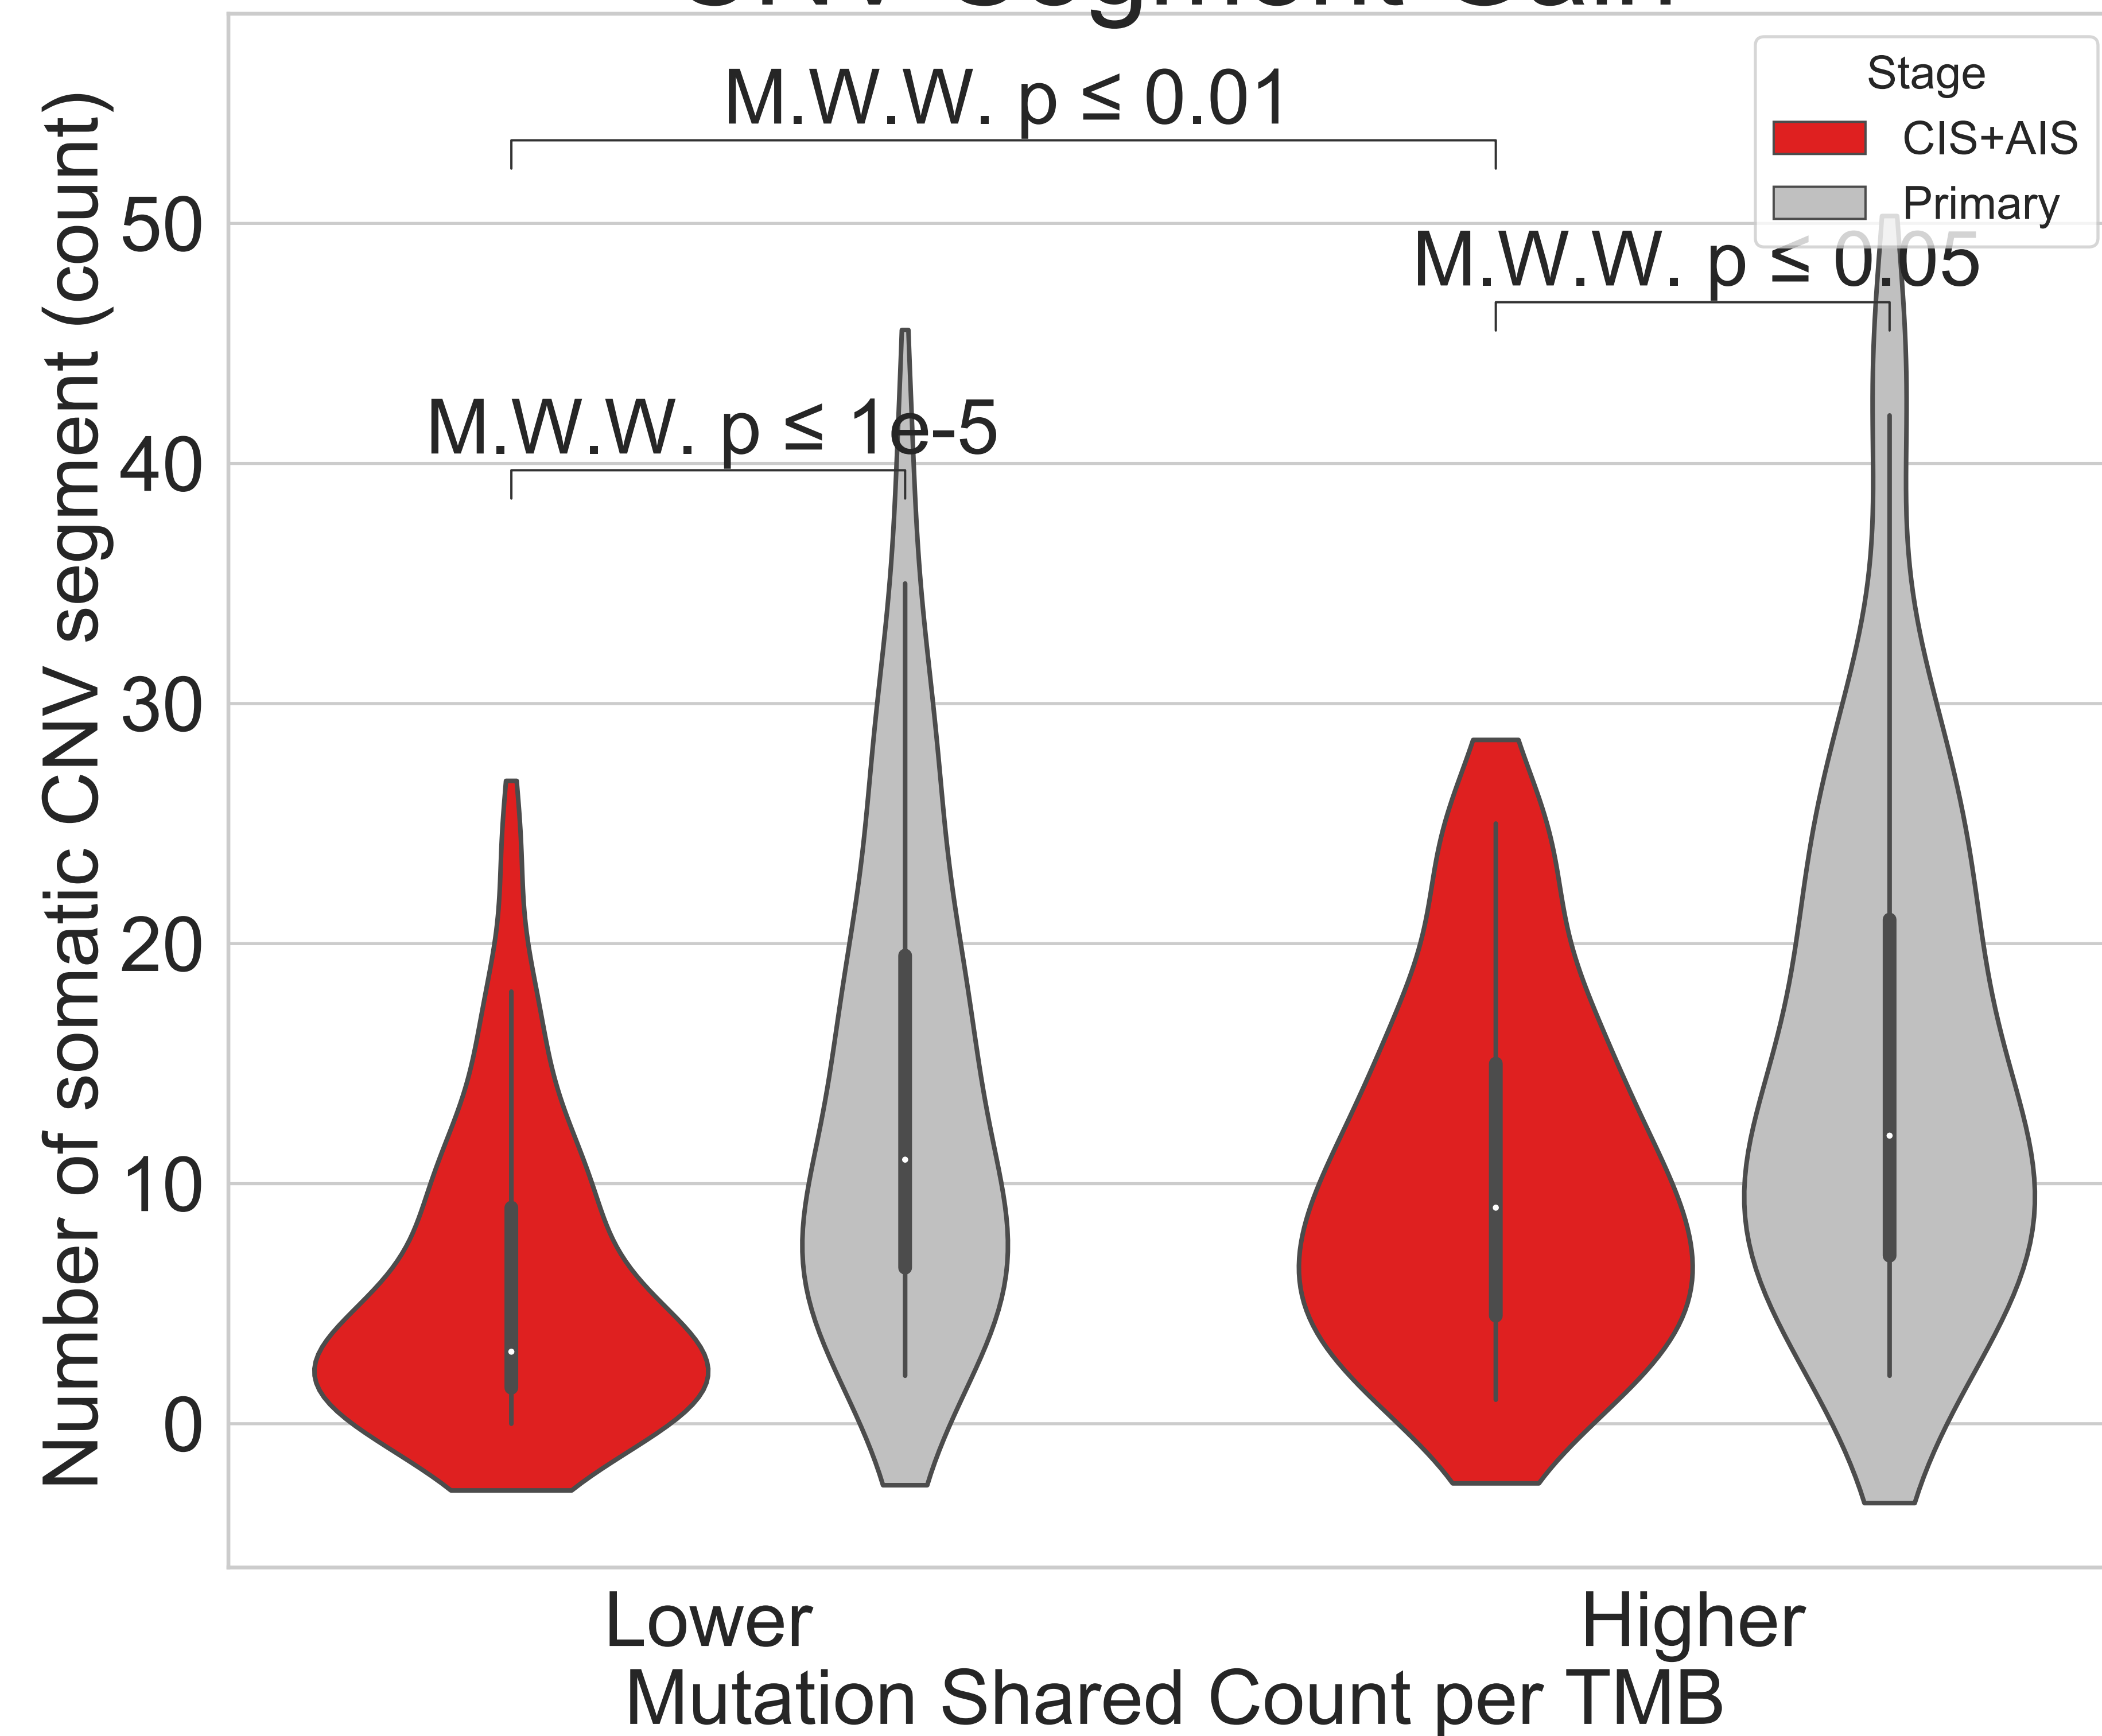 M.W.W. p ≤ 0.01
Stage
CIS+AIS
Primary
M.W.W. p ≤ 0.05
M.W.W. p ≤ 1e-5
Number of somatic CNV segment (count)
50
40
30
20
10
0
Lower
Higher
Mutation Shared Count per TMB